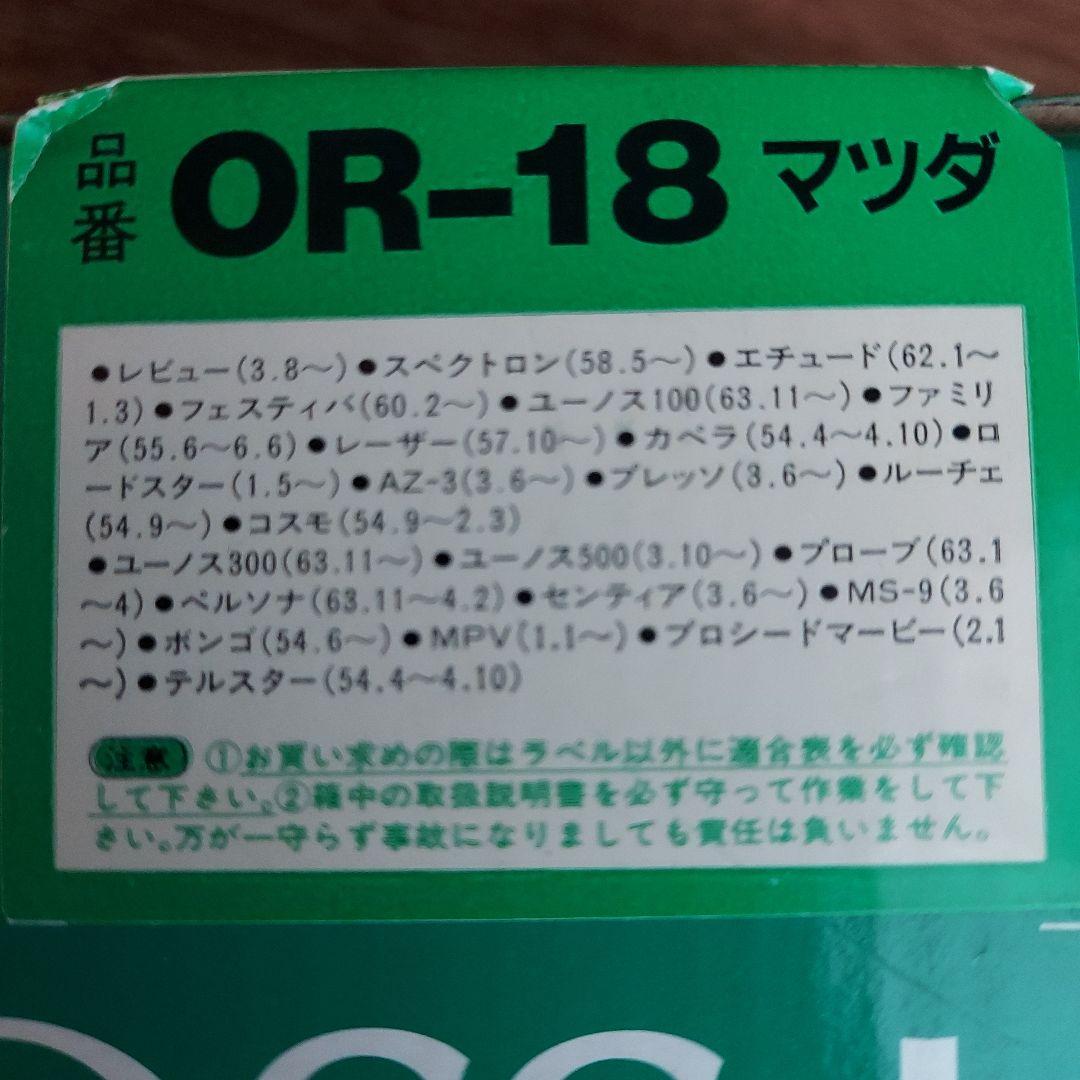 品番 OR-18 マツダ
●レビュー(3.8〜)●スペクトロン(58.5〜)●エチュード(62.1〜
1.3)●フェスティバ(60.2〜)●ユーノス100(63.11〜)●ファミリ
ア(55.6〜6.6)●レーザー(57.10〜)●カペラ(54.4〜4.10)●ロ
ードスター(1.5〜)●AZ-3(3.6〜)●プレッソ(3.6〜)●ルーチェ
(54.9〜)●コスモ(54.9〜2.3)
●ユーノス300(63.11〜)●ユーノス500(3.10〜)●プローブ(63.1
〜4)●ペルソナ(63.11〜4.2)●センティア(3.6〜)●MS-9(3.6
〜)●ボンゴ(54.6〜)●MPV(1.1〜)●プロシードマービー(2.1
〜)●テルスター(54.4〜4.10)
注意 ①お買い求めの際はラベル以外に適合表を必ず確認
して下さい。②箱中の取扱説明書を必ず守って作業をして下
さい。万が一守らず事故になりましても責任は負いません。